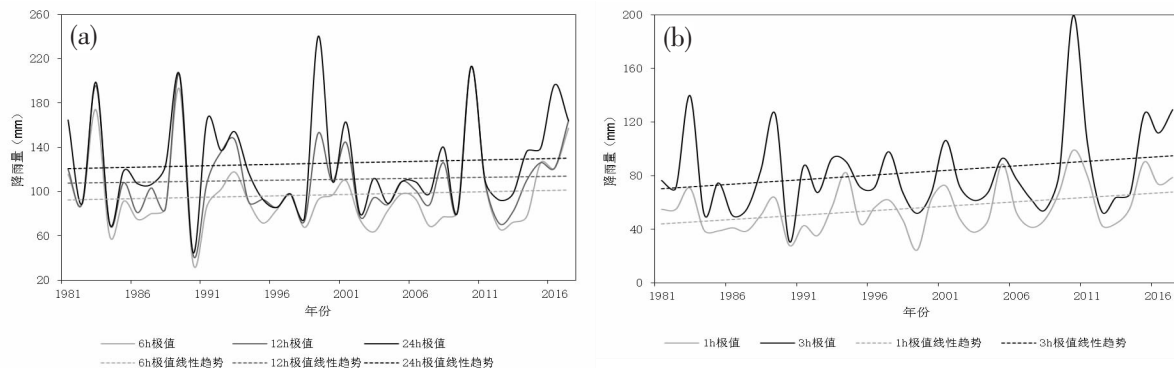 (a)
260
220
180
140
100
60
20
降雨量（mm）
1981 1986 1991 1996 2001 2006 2011 2016
年份
6h极值 12h极值 24h极值
6h极值线性趋势 12h极值线性趋势 24h极值线性趋势
(b)
200
160
120
80
40
0
降雨量（mm）
1981 1986 1991 1996 2001 2006 2011 2016
年份
1h极值 3h极值 1h极值线性趋势 3h极值线性趋势